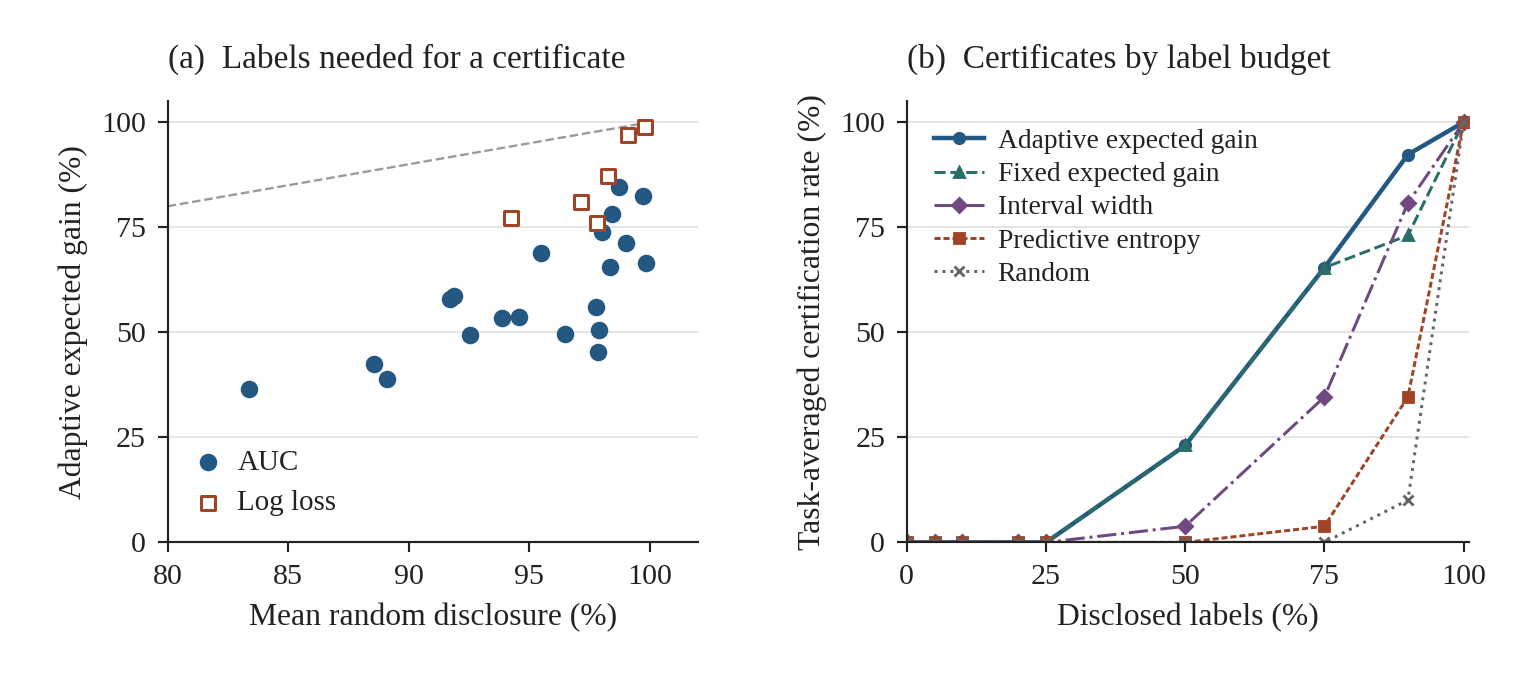 (a) Labels needed for a certificate
Adaptive expected gain (%)
100
75
50
25
0
AUC
Log loss
80 85 90 95 100
Mean random disclosure (%)
(b) Certificates by label budget
Task-averaged certification rate (%)
100
75
50
25
0
Adaptive expected gain
Fixed expected gain
Interval width
Predictive entropy
Random
0 25 50 75 100
Disclosed labels (%)